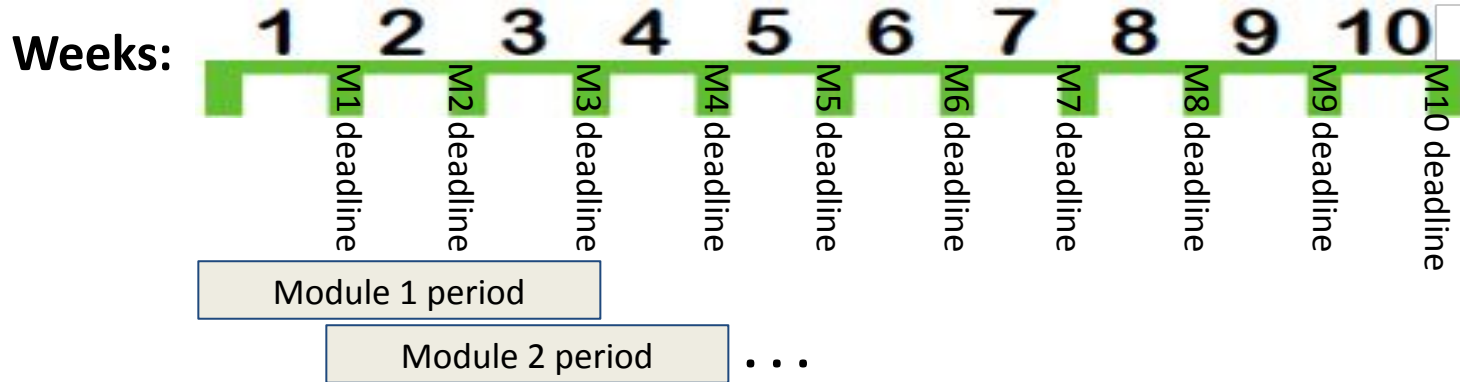 Weeks: 1 2 3 4 5 6 7 8 9 10
M1 deadline
M2 deadline
M3 deadline
M4 deadline
M5 deadline
M6 deadline
M7 deadline
M8 deadline
M9 deadline
M10 deadline
Module 1 period
Module 2 period . . .